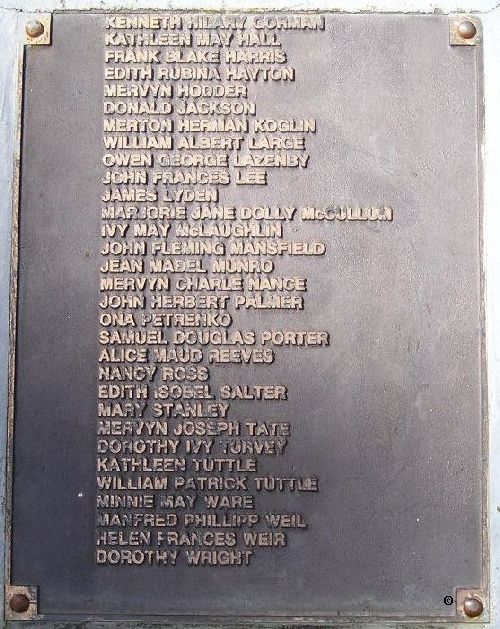 KENNETH HILARY GORMAN
KATHLEEN MAY HALL
FRANK BLAKE HARRIS
EDITH RUBINA HAYTON
MERVYN HODDER
DONALD JACKSON
MERTON HERMAN KOGLIN
WILLIAM ALBERT LARGE
OWEN GEORGE LAZENBY
JOHN FRANCES LEE
JAMES LYDEN
MARJORIE JANE DOLLY McCULLUM
IVY MAY McLAUGHLIN
JOHN FLEMING MANSFIELD
JEAN MABEL MUNRO
MERVYN CHARLE NANCE
JOHN HERBERT PALMER
ONA PETRENKO
SAMUEL DOUGLAS PORTER
ALICE MAUD REEVES
NANCY ROSS
EDITH ISOBEL SALTER
MARY STANLEY
MERVYN JOSEPH TATE
DOROTHY IVY TURVEY
KATHLEEN TUTTLE
WILLIAM PATRICK TUTTLE
MINNIE MAY WARE
MANFRED PHILLIPP WEIL
HELEN FRANCES WEIR
DOROTHY WRIGHT